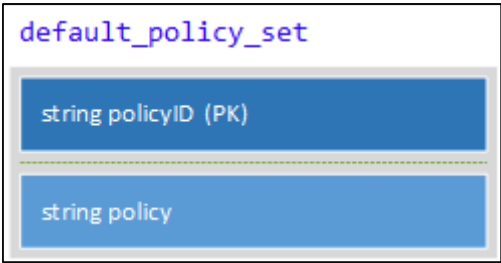 default_policy_set
string policyID (PK)
string policy